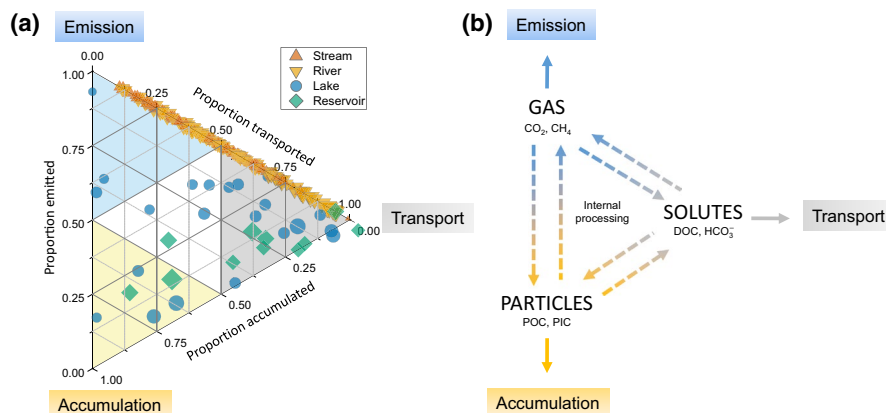 (a)
Emission
0.00
1.00
Stream
River
Lake
Reservoir
0.25
Proportion transported
0.50
0.75
0.75
1.00
Proportion emitted
0.00
Transport
0.50
0.25
0.25
0.50
Proportion accumulated
0.75
0.00
1.00
Accumulation
(b)
Emission
GAS
CO₂, CH₄
Internal
processing
SOLUTES
DOC, HCO₃⁻
Transport
PARTICLES
POC, PIC
Accumulation